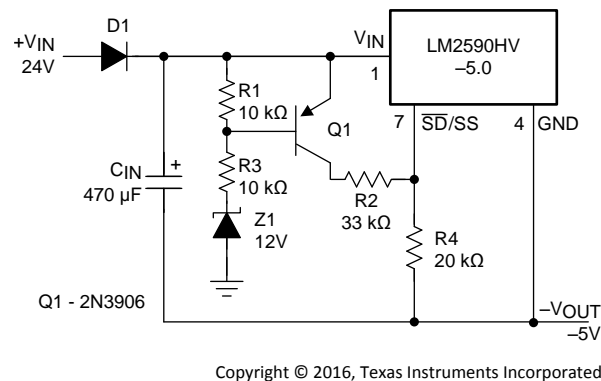 D1
+VIN
24V
VIN
1
LM2590HV
–5.0
7
SD/SS
4
GND
R1
10 kΩ
Q1
R3
10 kΩ
CIN
+
470 µF
R2
33 kΩ
Z1
12V
R4
20 kΩ
Q1 - 2N3906
–VOUT
–5V
Copyright © 2016, Texas Instruments Incorporated